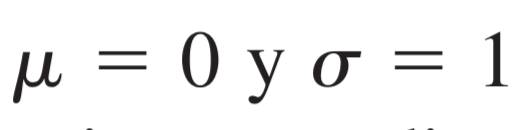 μ = 0 y σ = 1